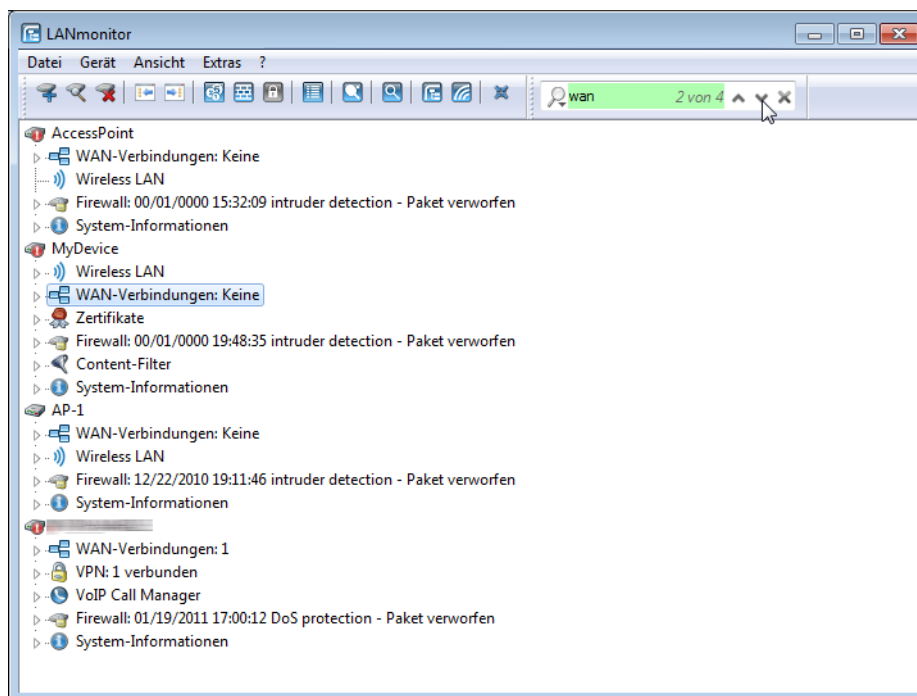 LANmonitor
Datei Gerät Ansicht Extras ?
wan 2 von 4
AccessPoint
WAN-Verbindungen: Keine
Wireless LAN
Firewall: 00/01/0000 15:32:09 intruder detection - Paket verworfen
System-Informationen
MyDevice
Wireless LAN
WAN-Verbindungen: Keine
Zertifikate
Firewall: 00/01/0000 19:48:35 intruder detection - Paket verworfen
Content-Filter
System-Informationen
AP-1
WAN-Verbindungen: Keine
Wireless LAN
Firewall: 12/22/2010 19:11:46 intruder detection - Paket verworfen
System-Informationen
WAN-Verbindungen: 1
VPN: 1 verbunden
VoIP Call Manager
Firewall: 01/19/2011 17:00:12 DoS protection - Paket verworfen
System-Informationen